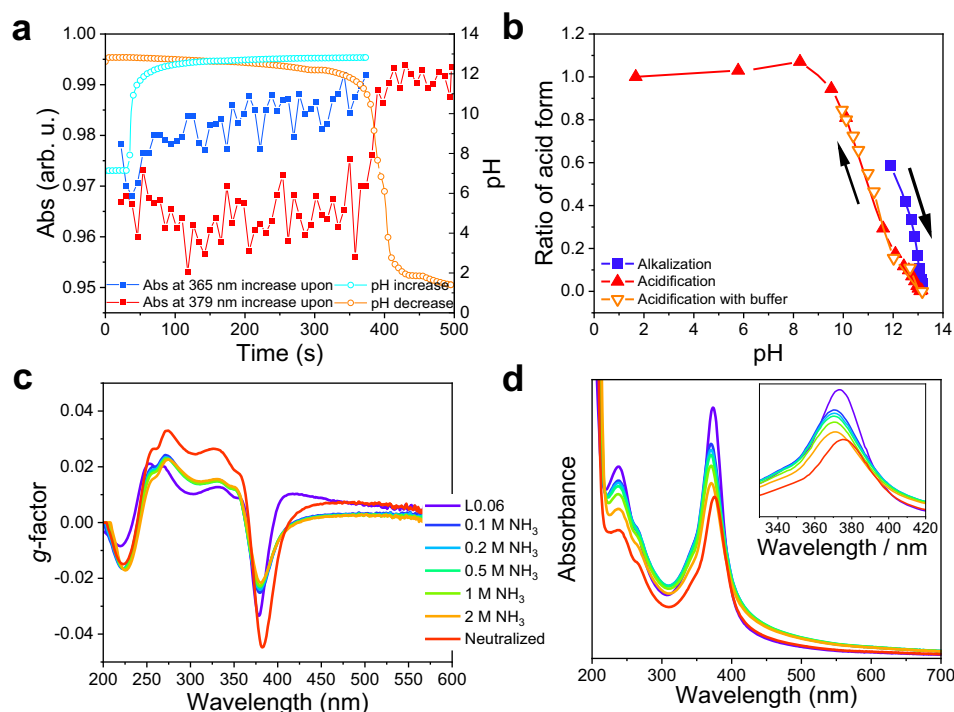 a
1.00
0.99
0.98
0.97
0.96
0.95
Abs (arb. u.)
14
12
10
8
6
4
2
0
pH
Abs at 365 nm increase upon
pH increase
Abs at 379 nm increase upon
pH decrease
0 100 200 300 400 500
Time (s)
b
1.2
1.0
0.8
0.6
0.4
0.2
0.0
Ratio of acid form
Alkalization
Acidification
Acidification with buffer
0 2 4 6 8 10 12 14
pH
c
0.04
0.02
0.00
-0.02
-0.04
g-factor
L0.06
0.1 M NH3
0.2 M NH3
0.5 M NH3
1 M NH3
2 M NH3
Neutralized
200 250 300 350 400 450 500 550 600
Wavelength (nm)
d
Absorbance
340 360 380 400 420
Wavelength / nm
200 300 400 500 600 700
Wavelength (nm)